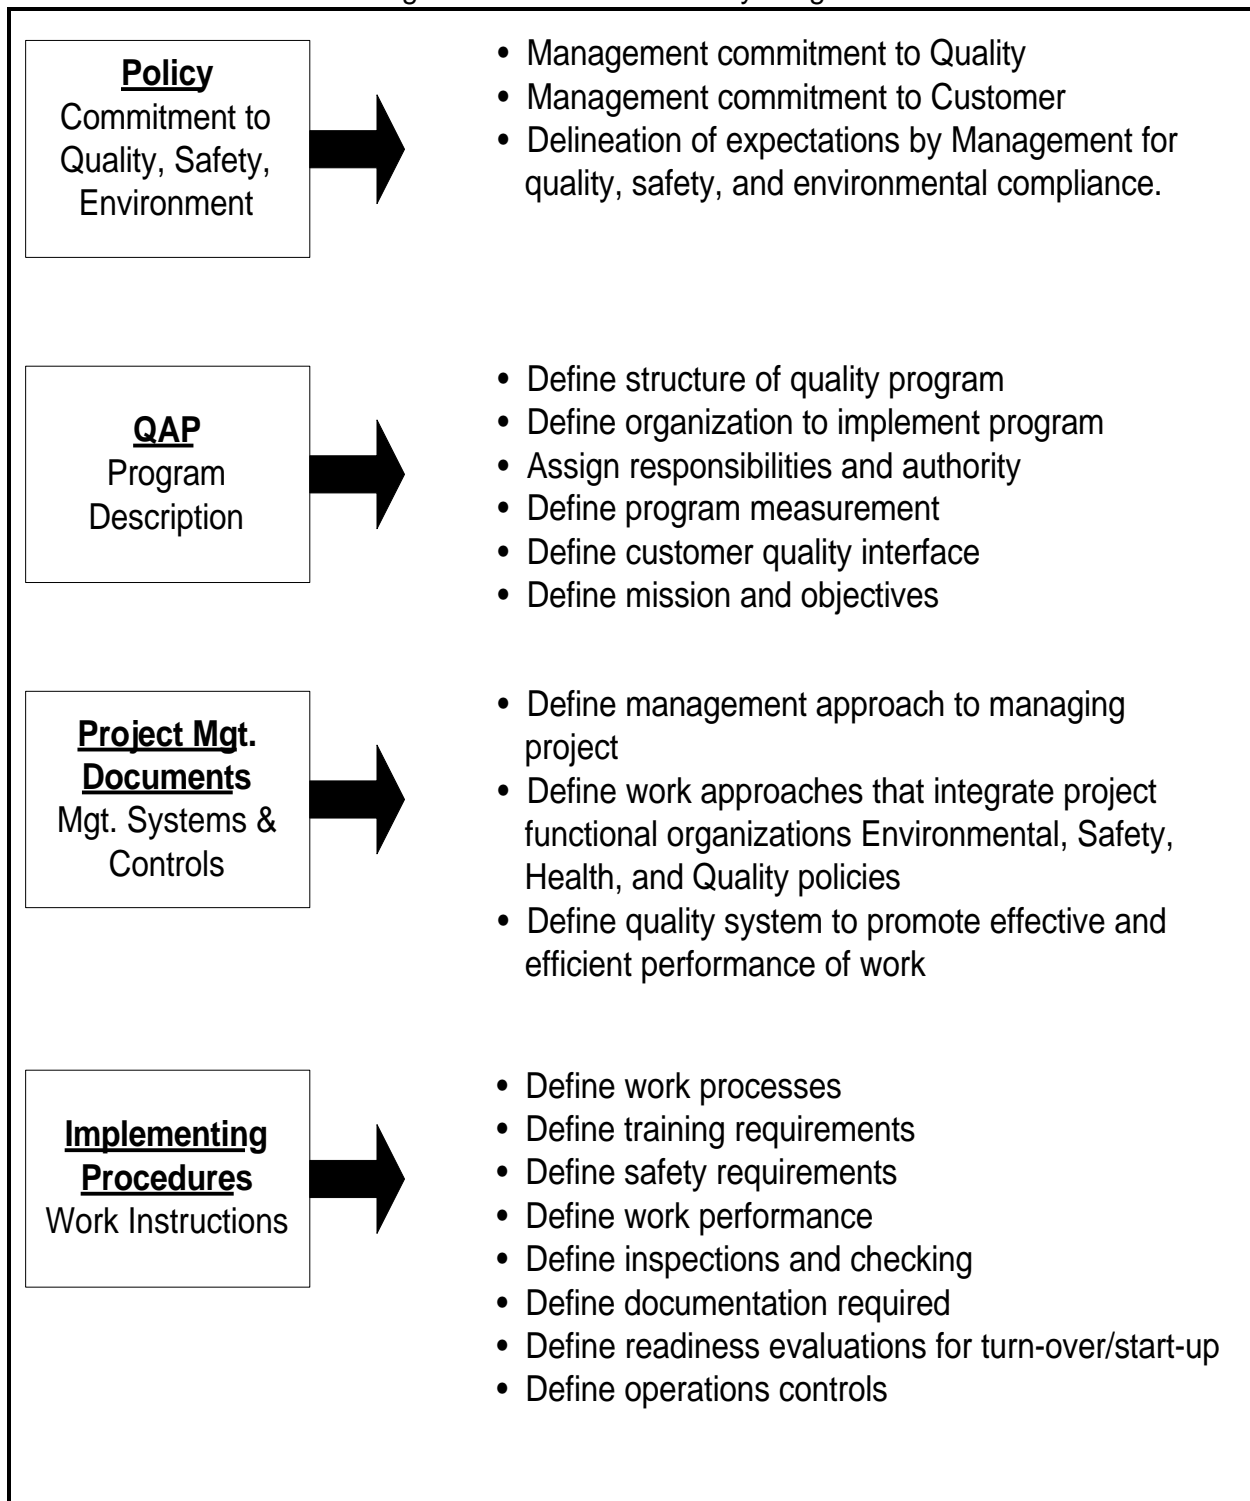 Policy
Commitment to
Quality, Safety,
Environment
• Management commitment to Quality
• Management commitment to Customer
• Delineation of expectations by Management for
quality, safety, and environmental compliance.
QAP
Program
Description
• Define structure of quality program
• Define organization to implement program
• Assign responsibilities and authority
• Define program measurement
• Define customer quality interface
• Define mission and objectives
Project Mgt.
Documents
Mgt. Systems &
Controls
• Define management approach to managing
project
• Define work approaches that integrate project
functional organizations Environmental, Safety,
Health, and Quality policies
• Define quality system to promote effective and
efficient performance of work
Implementing
Procedures
Work Instructions
• Define work processes
• Define training requirements
• Define safety requirements
• Define work performance
• Define inspections and checking
• Define documentation required
• Define readiness evaluations for turn-over/start-up
• Define operations controls